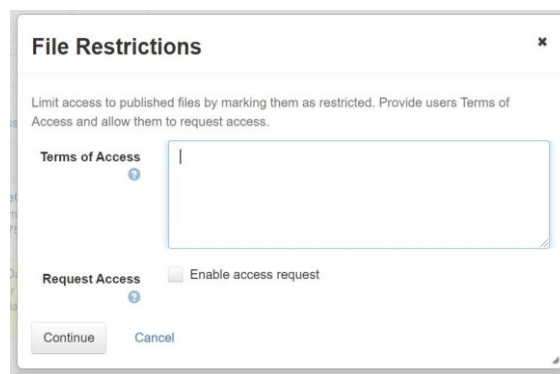 File Restrictions
Limit access to published files by marking them as restricted. Provide users Terms of
Access and allow them to request access.
Terms of Access
Request Access
Enable access request
Continue
Cancel